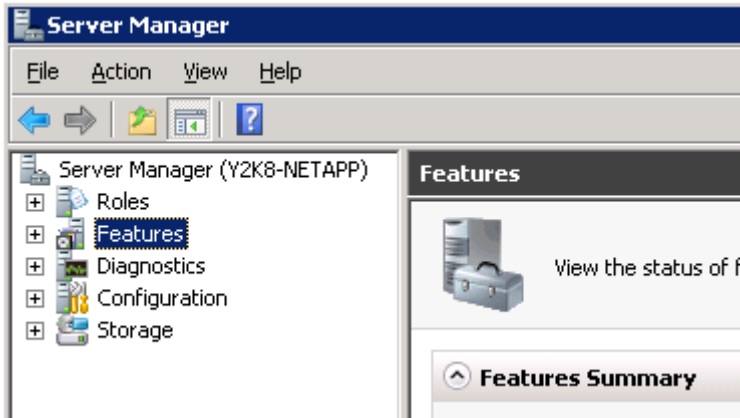 Server Manager
File Action View Help
Server Manager (Y2K8-NETAPP)
Roles
Features
Diagnostics
Configuration
Storage
Features
View the status of
Features Summary